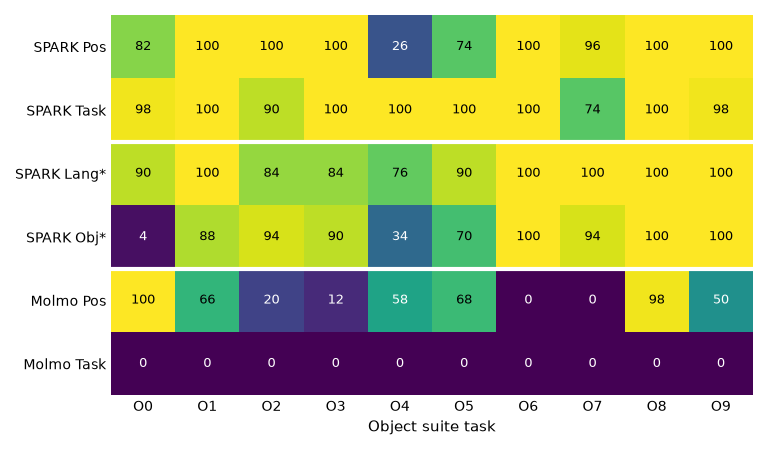 SPARK Pos 82 100 100 100 26 74 100 96 100 100
SPARK Task 98 100 90 100 100 100 100 74 100 98
SPARK Lang* 90 100 84 84 76 90 100 100 100 100
SPARK Obj* 4 88 94 90 34 70 100 94 100 100
Molmo Pos 100 66 20 12 58 68 0 0 98 50
Molmo Task 0 0 0 0 0 0 0 0 0 0
O0 O1 O2 O3 O4 O5 O6 O7 O8 O9
Object suite task